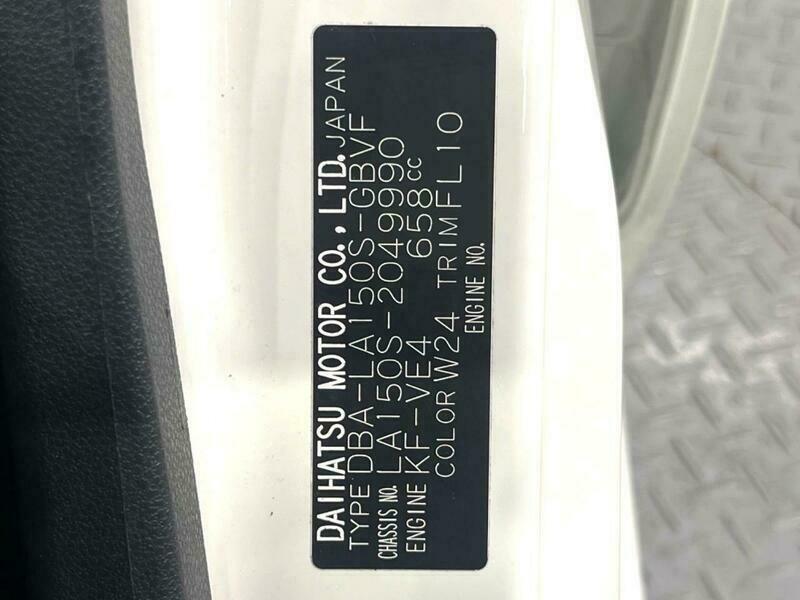 DAIHATSU MOTOR CO., LTD. JAPAN
TYPE DBA-LA150S-GBVF
CHASSIS NO. LA150S-2049990
ENGINE KF-VE4 658CC
COLOR W24 TRIM FL10
ENGINE NO.